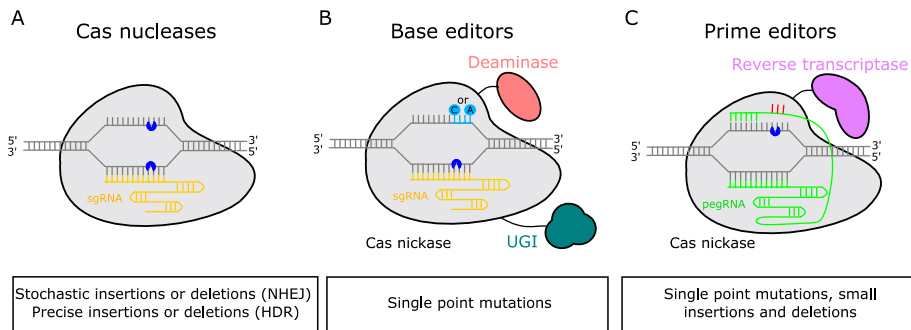 A
Cas nucleases
5'
3'
3'
5'
sgRNA
Stochastic insertions or deletions (NHEJ)
Precise insertions or deletions (HDR)
B
Base editors
Deaminase
or
C
A
5'
3'
3'
5'
sgRNA
Cas nickase
UGI
Single point mutations
C
Prime editors
Reverse transcriptase
5'
3'
3'
5'
pegRNA
Cas nickase
Single point mutations, small
insertions and deletions